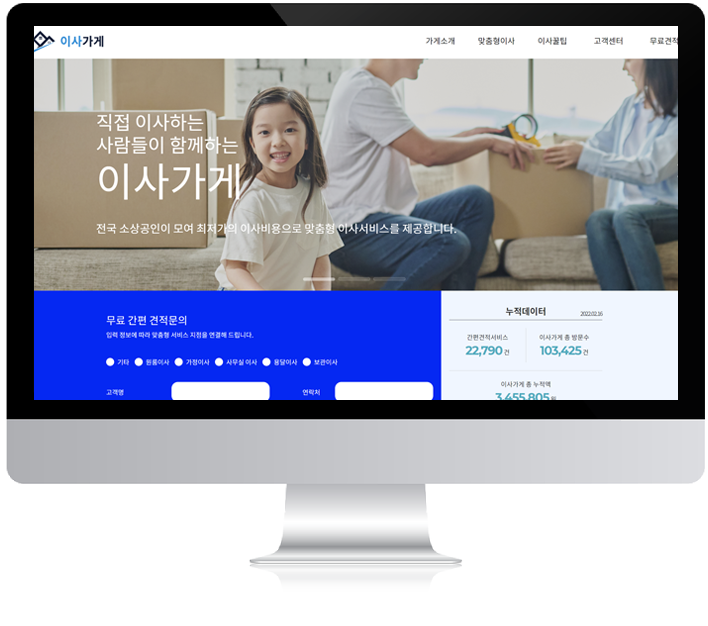 이사가게
가게소개 맞춤형이사 이사꿀팁 고객센터 무료견적
직접 이사하는
사람들이 함께하는
이사가게
전국 소상공인이 모여 최저가의 이사비용으로 맞춤형 이사서비스를 제공합니다.
무료 간편 견적문의
입력 정보에 따라 맞춤형 서비스 지점을 연결해 드립니다.
기타 원룸이사 가정이사 사무실 이사 용달이사 보관이사
고객명 연락처
누적데이터 2022.02.16
간편견적서비스 이사가게 총 방문수
22,790 건 103,425 건
이사가게 총 누적액
3,455,805